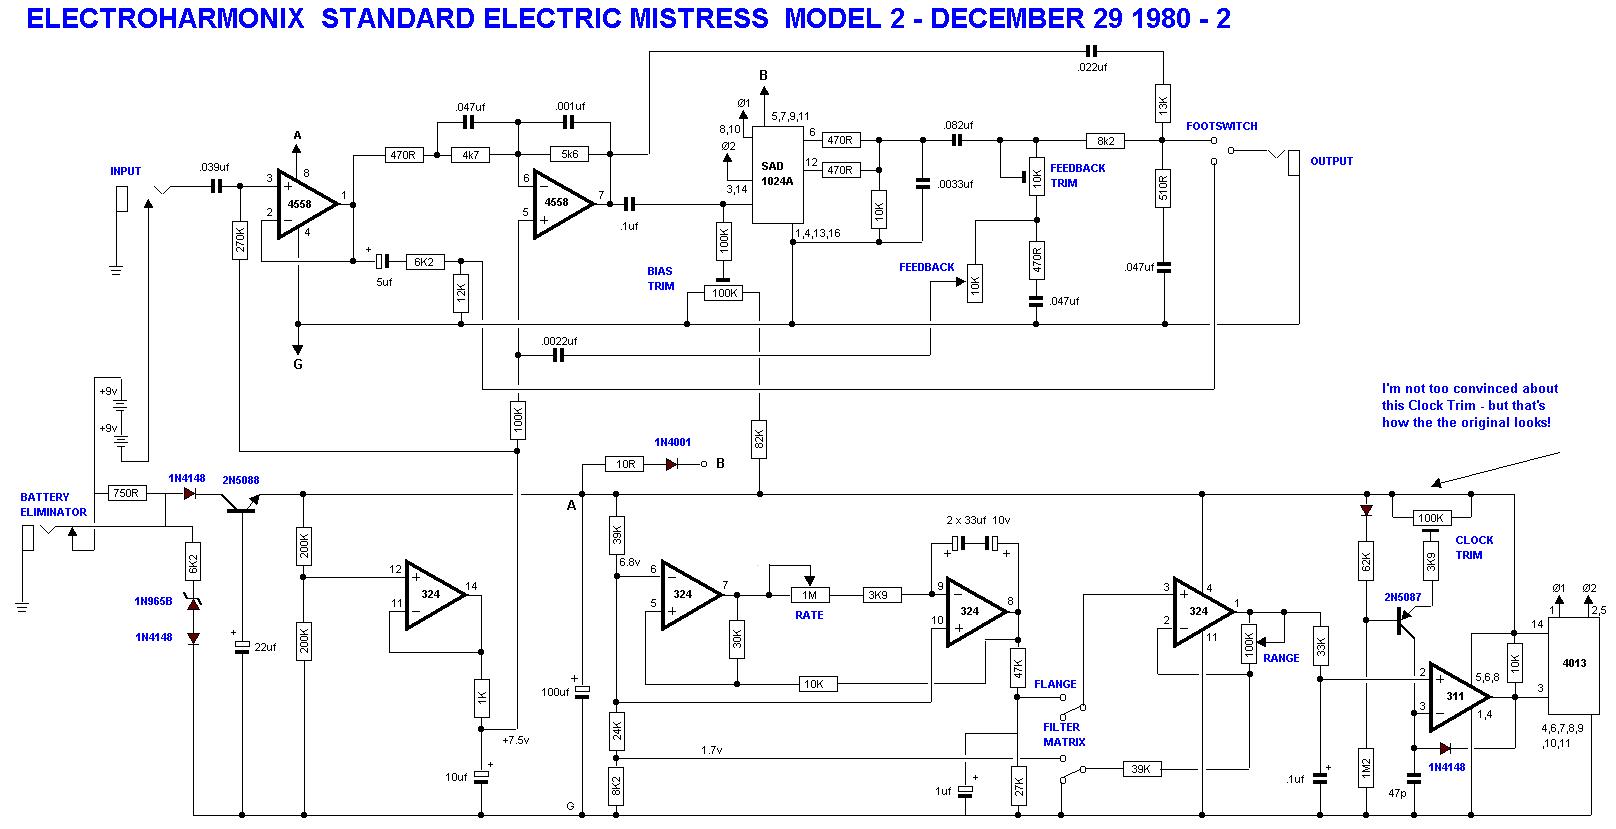 ELECTROHARMONIX STANDARD ELECTRIC MISTRESS MODEL 2 - DECEMBER 29 1980 - 2
.022uf
B
.047uf
.001uf
Ø1
5,7,9,11
13K
8,10
6
470R
.082uf
8k2
FOOTSWITCH
A
470R
4k7
5k6
Ø2
SAD
1024A
12
470R
INPUT
.039uf
8
3
+
4558
1
2
−
4
6
−
4558
7
5
+
3,14
.0033uf
10K
FEEDBACK
TRIM
510R
OUTPUT
270K
.1uf
100K
10K
1,4,13,16
+
5uf
6K2
12K
BIAS
TRIM
100K
FEEDBACK
10K
470R
.047uf
.047uf
G
.0022uf
+9v
+9v
100K
82K
I'm not too convinced about
this Clock Trim - but that's
how the the original looks!
1N4001
10R
B
1N4148
2N5088
BATTERY
ELIMINATOR
750R
A
200K
39K
2 x 33uf 10v
+
+
100K
CLOCK
TRIM
6K2
6.8v
62K
3K9
12
+
324
14
11
−
6
−
324
7
5
+
1M
RATE
3K9
9
−
324
8
10
+
3
+
4
324
1
2
−
11
2N5087
Ø1
Ø2
1
2,5
14
1N965B
1N4148
200K
+
22uf
30K
10K
47K
100K
RANGE
33K
10K
4013
3
1K
+
100uf
FLANGE
FILTER
MATRIX
2
+
311
5,6,8
3
−
1,4
24K
+7.5v
1.7v
4,6,7,8,9
,10,11
10uf
+
8K2
+
1uf
27K
39K
.1uf
+
1M2
1N4148
47p
G